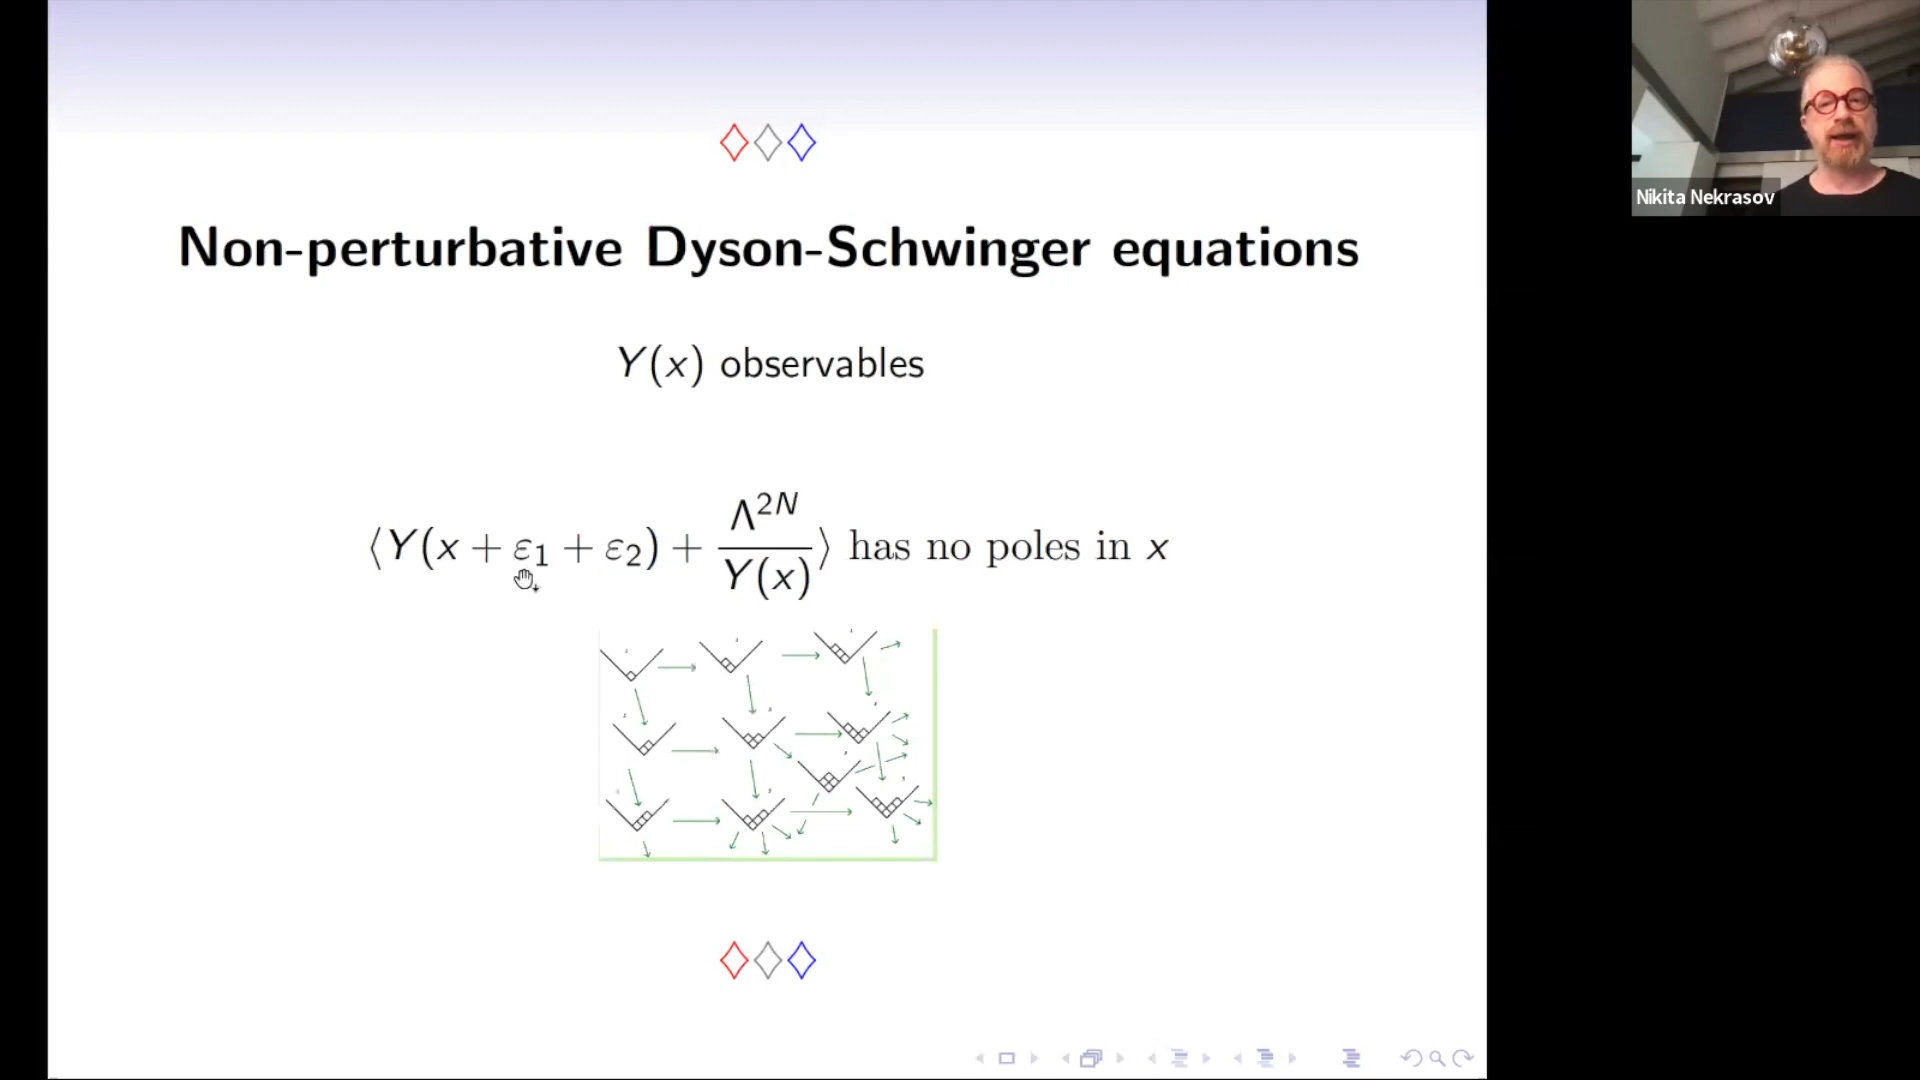 Non-perturbative Dyson-Schwinger equations
Y(x) observables
⟨Y(x + ε₁ + ε₂) + Λ^{2N}/Y(x)⟩ has no poles in x
Nikita Nekrasov